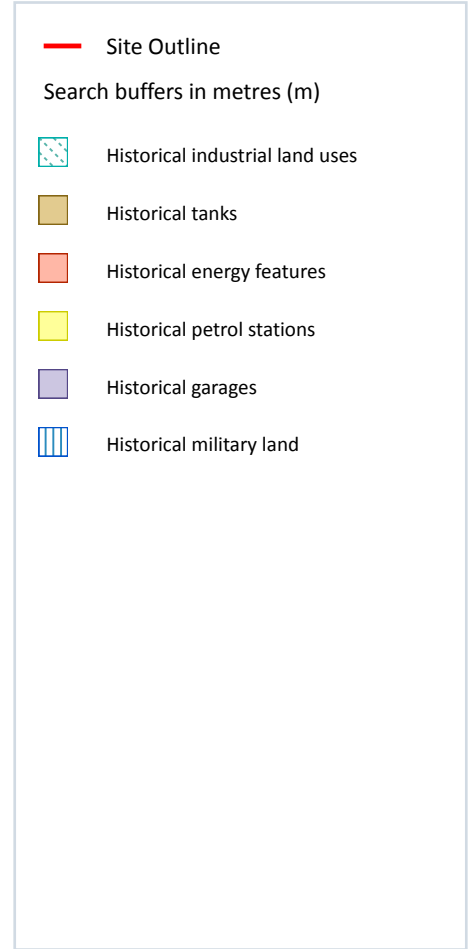 Site Outline
Search buffers in metres (m)
Historical industrial land uses
Historical tanks
Historical energy features
Historical petrol stations
Historical garages
Historical military land